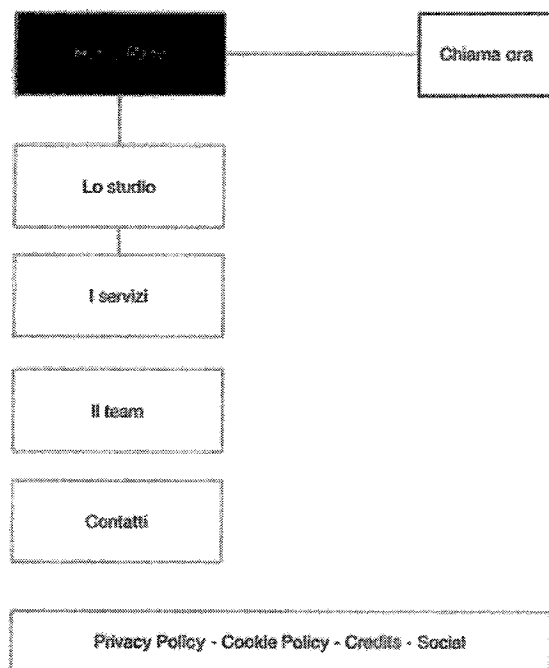 Chiama ora
Lo studio
I servizi
Il team
Contatti
Privacy Policy - Cookie Policy - Credits - Social